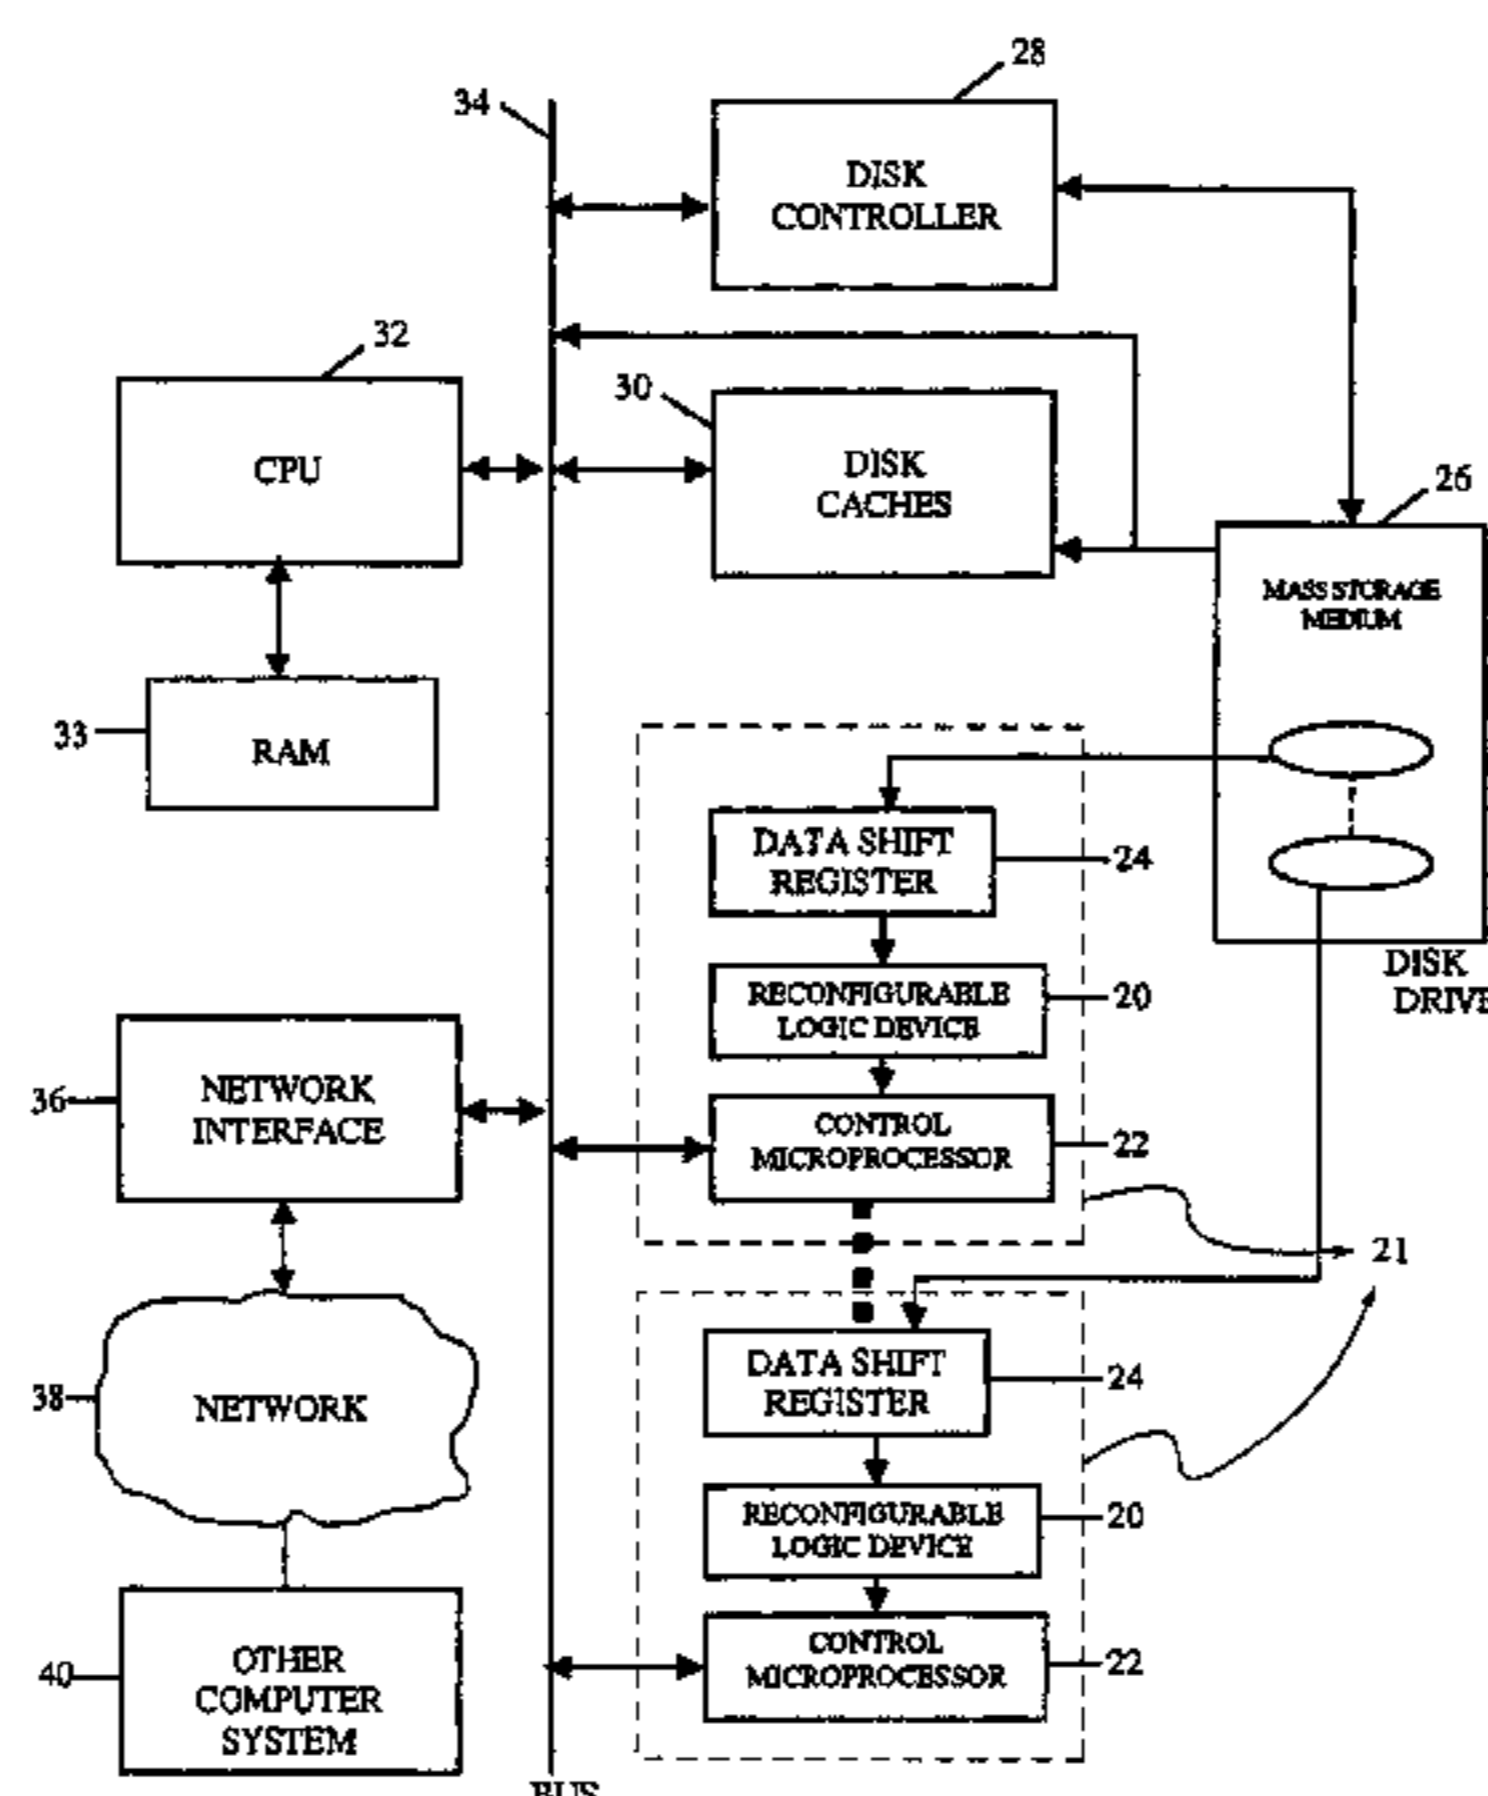 28
34
DISK
CONTROLLER
32
30
CPU
DISK
CACHES
26
MASS STORAGE
MEDIUM
33
RAM
DATA SHIFT
REGISTER
24
DISK
DRIVE
RECONFIGURABLE
LOGIC DEVICE
20
36
NETWORK
INTERFACE
CONTROL
MICROPROCESSOR
22
21
DATA SHIFT
REGISTER
24
38
NETWORK
RECONFIGURABLE
LOGIC DEVICE
20
40
OTHER
COMPUTER
SYSTEM
CONTROL
MICROPROCESSOR
22
BUS